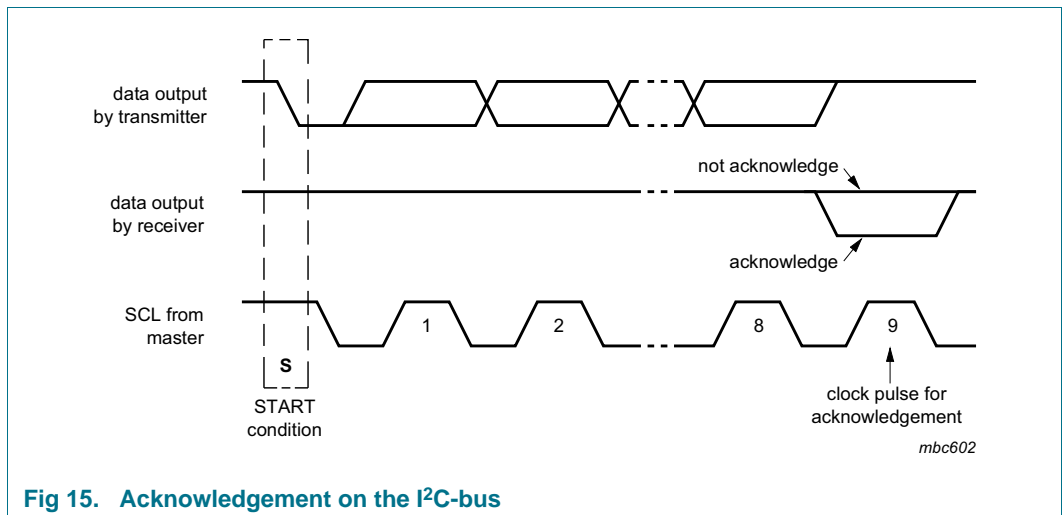 data output
by transmitter
not acknowledge
data output
by receiver
acknowledge
SCL from
master
1
2
8
9
S
START
condition
clock pulse for
acknowledgement
mbc602
Fig 15. Acknowledgement on the I²C-bus